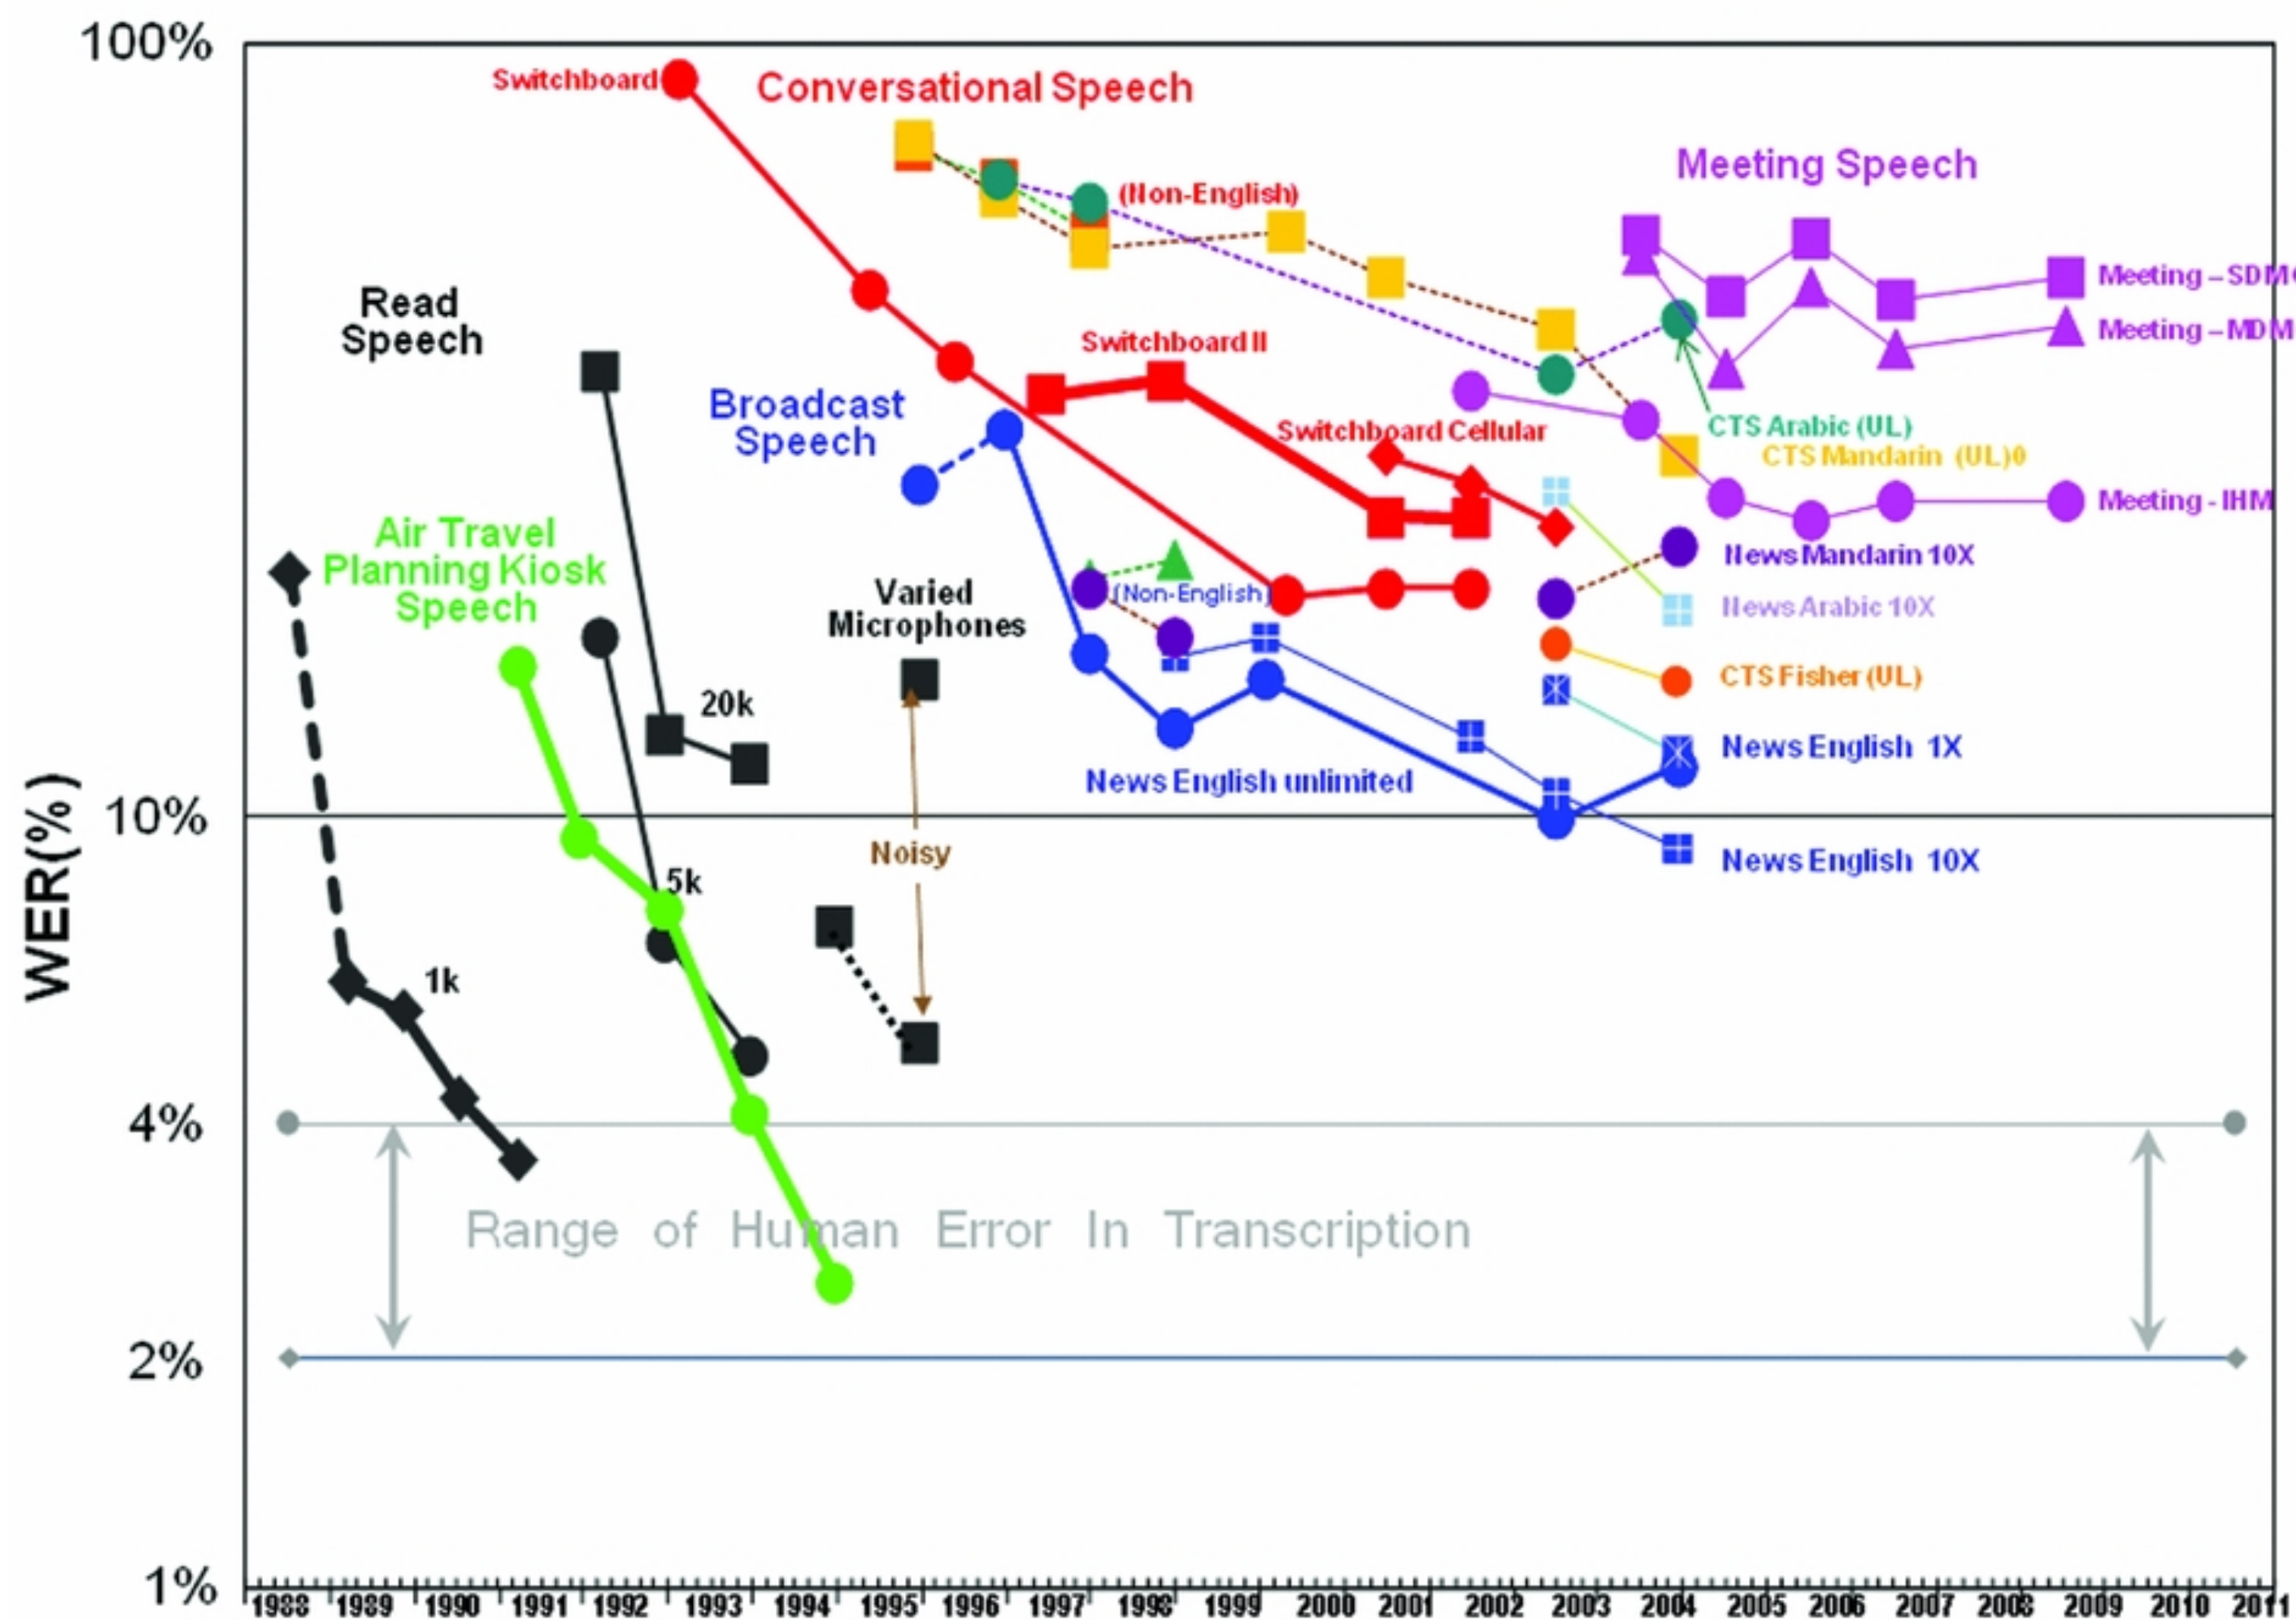 100%
Switchboard
Conversational Speech
Meeting Speech
(Non-English)
Meeting – SDM
Read
Speech
Meeting – MDM
Switchboard II
Broadcast
Speech
Switchboard Cellular
CTS Arabic (UL)
CTS Mandarin (UL)0
Meeting - IHM
Air Travel
Planning Kiosk
Speech
News Mandarin 10X
Varied
Microphones
(Non-English)
News Arabic 10X
20k
CTS Fisher (UL)
News English 1X
News English unlimited
WER(%)
10%
Noisy
News English 10X
5k
1k
4%
Range of Human Error In Transcription
2%
1%
1988 1989 1990 1991 1992 1993 1994 1995 1996 1997 1998 1999 2000 2001 2002 2003 2004 2005 2006 2007 2008 2009 2010 2011